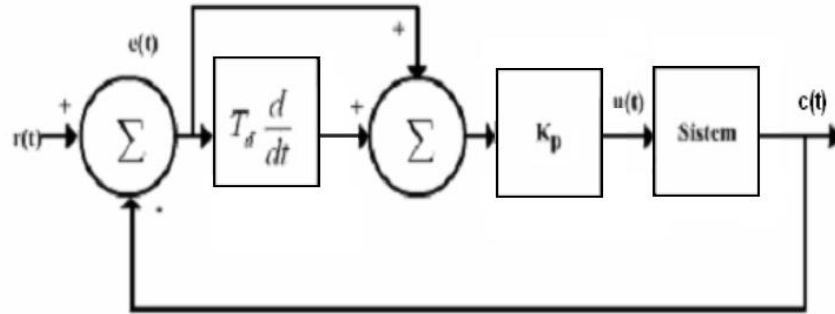 e(t)
+
+
r(t)
Σ
T_d d/dt
+
Σ
K_p
u(t)
Sistem
c(t)
-